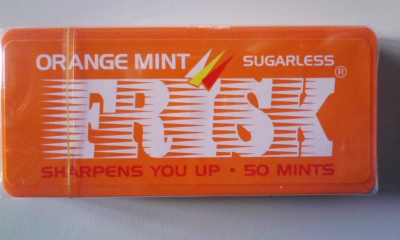 ORANGE MINT SUGARLESS
FRISK®
SHARPENS YOU UP • 50 MINTS